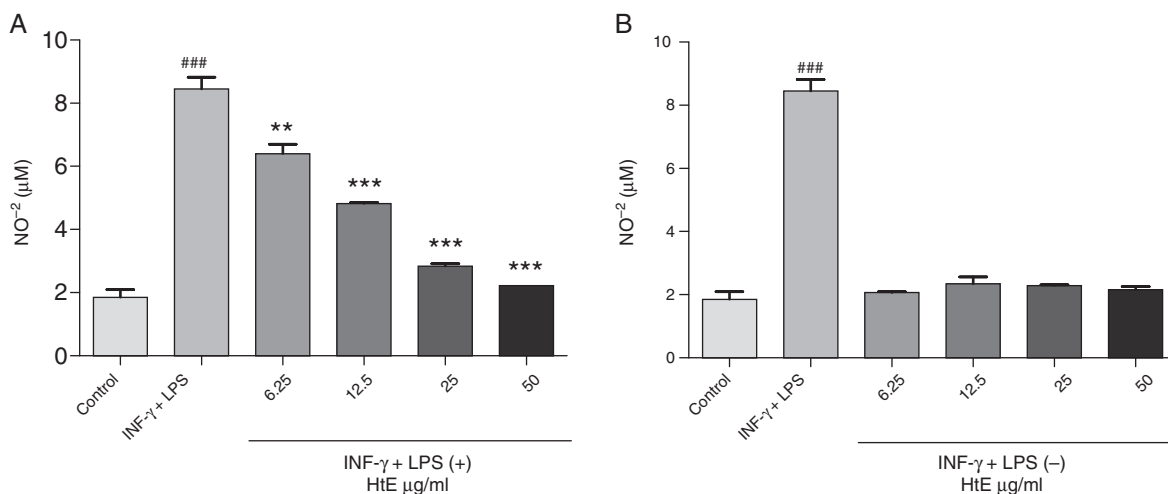 A
10
8
6
4
2
0
NO⁻² (μM)
###
**
***
***
***
Control
INF-γ + LPS
6.25
12.5
25
50
INF-γ + LPS (+)
HtE μg/ml
B
10
8
6
4
2
0
NO⁻² (μM)
###
Control
INF-γ + LPS
6.25
12.5
25
50
INF-γ + LPS (–)
HtE μg/ml